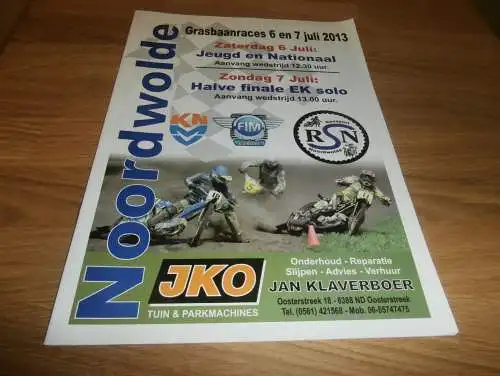 Noordwolde
Grasbaanraces 6 en 7 juli 2013
Zaterdag 6 Juli:
Jeugd en Nationaal
Aanvang wedstrijd 12.30 uur.
Zondag 7 Juli:
Halve finale EK solo
Aanvang wedstrijd 13.00 uur.
KN
FIM
RSN
Noordwolde
JKO
TUIN & PARKMACHINES
Onderhoud - Reparatie
Slijpen - Advies - Verhuur
JAN KLAVERBOER
Oosterstreek 18 - 8388 ND Oosterstreek
Tel. (0561) 421568 - Mob. 06-55747475